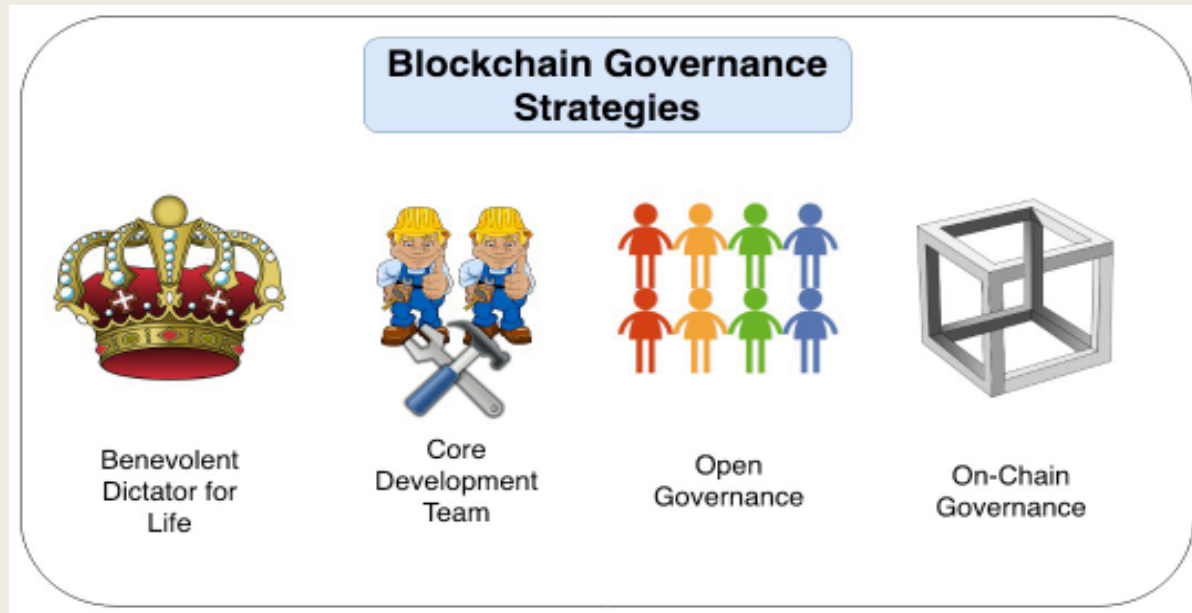 Blockchain Governance
Strategies
Benevolent
Dictator for
Life
Core
Development
Team
Open
Governance
On-Chain
Governance